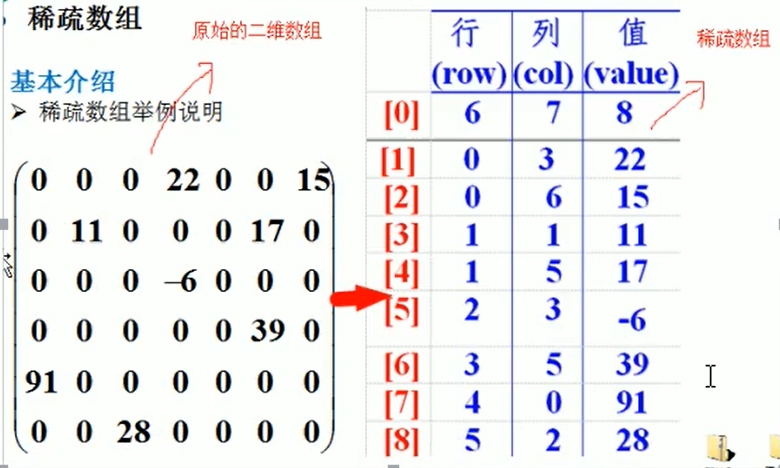 稀疏数组
原始的二维数组
基本介绍
➢ 稀疏数组举例说明
0 0 0 22 0 0 15
0 11 0 0 0 17 0
0 0 0 –6 0 0 0
0 0 0 0 0 39 0
91 0 0 0 0 0 0
0 0 28 0 0 0 0
行 列 值
(row) (col) (value)
稀疏数组
[0] 6 7 8
[1] 0 3 22
[2] 0 6 15
[3] 1 1 11
[4] 1 5 17
[5] 2 3 -6
[6] 3 5 39
[7] 4 0 91
[8] 5 2 28